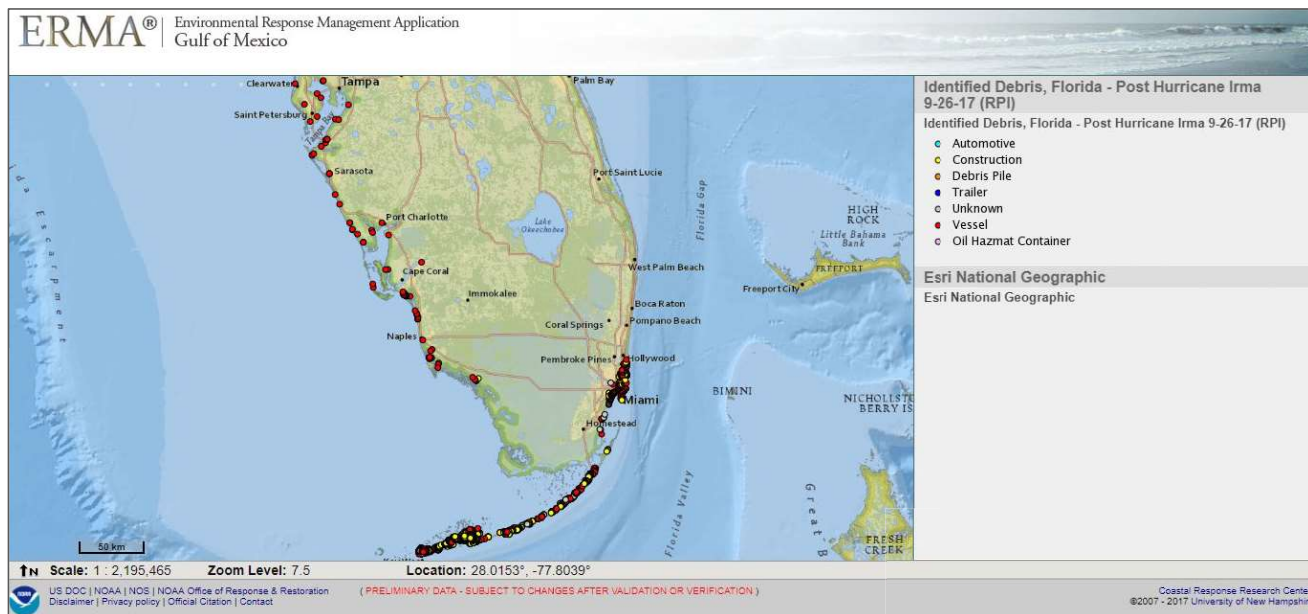 ERMA® Environmental Response Management Application
Gulf of Mexico
Clearwater
Tampa
Palm Bay
Saint Petersburg
Tampa Bay
Sarasota
Port Saint Lucie
Port Charlotte
Lake
Okeechobee
Florida Gap
HIGH
ROCK
Little Bahama
Bank
Cape Coral
West Palm Beach
FREEPORT
Freeport City
Immokalee
Boca Raton
Coral Springs
Pompano Beach
Naples
Pembroke Pines
Hollywood
Miami
BIMINI
NICHOLLST
BERRY IS
Homestead
Florida Valley
Great B
FRESH
CREEK
da Escarpment
50 km
Identified Debris, Florida - Post Hurricane Irma
9-26-17 (RPI)
Identified Debris, Florida - Post Hurricane Irma 9-26-17 (RPI)
Automotive
Construction
Debris Pile
Trailer
Unknown
Vessel
Oil Hazmat Container
Esri National Geographic
Esri National Geographic
N Scale: 1 : 2,195,465 Zoom Level: 7.5 Location: 28.0153°, -77.8039°
US DOC | NOAA | NOS | NOAA Office of Response & Restoration ( PRELIMINARY DATA - SUBJECT TO CHANGES AFTER VALIDATION OR VERIFICATION ) Coastal Response Research Cente
Disclaimer | Privacy policy | Official Citation | Contact ©2007 - 2017 University of New Hampshir